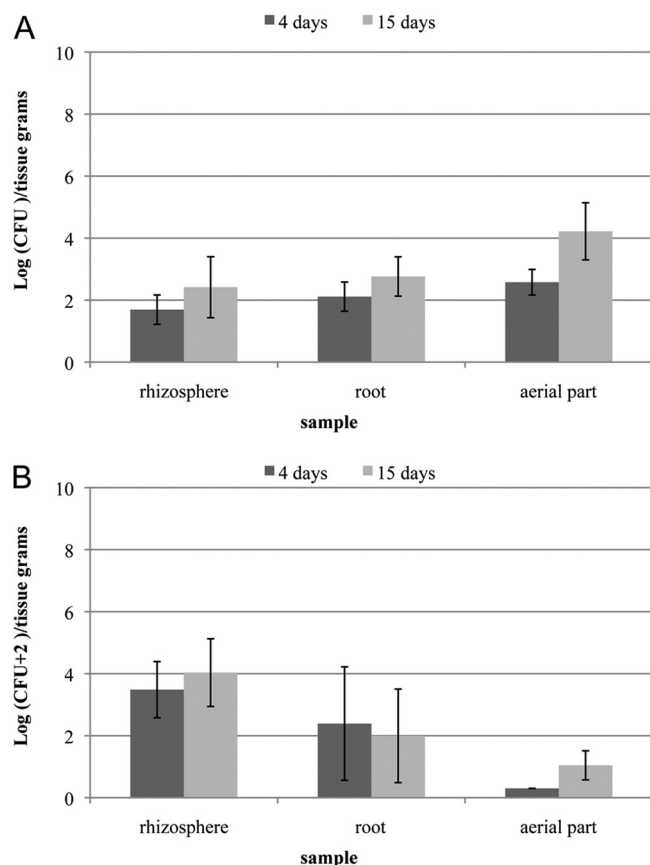 A
4 days 15 days
10
8
6
4
2
0
Log (CFU )/tissue grams
rhizosphere root aerial part
sample
B
4 days 15 days
10
8
6
4
2
0
Log (CFU+2 )/tissue grams
rhizosphere root aerial part
sample